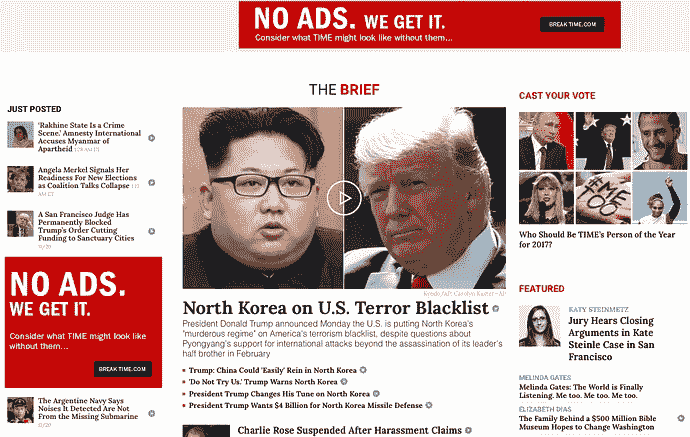 NO ADS. WE GET IT.
Consider what TIME might look like without them...
BREAK TIME.COM
THE BRIEF
JUST POSTED
'Rakhine State Is a Crime
Scene.' Amnesty International
Accuses Myanmar of
Apartheid
Angela Merkel Signals Her
Readiness For New Elections
as Coalition Talks Collapse
A San Francisco Judge Has
Permanently Blocked
Trump's Order Cutting
Funding to Sanctuary Cities
11/20
NO ADS.
WE GET IT.
Consider what TIME might look like
without them...
BREAK TIME.COM
The Argentine Navy Says
Noises It Detected Are Not
From the Missing Submarine
11/20
North Korea on U.S. Terror Blacklist
President Donald Trump announced Monday the U.S. is putting North Korea's
"murderous regime" on America's terrorism blacklist, despite questions about
Pyongyang's support for international attacks beyond the assassination of its leader's
half brother in February
Trump: China Could 'Easily' Rein in North Korea
'Do Not Try Us.' Trump Warns North Korea
President Trump Changes His Tune on North Korea
President Trump Wants $4 Billion for North Korea Missile Defense
Charlie Rose Suspended After Harassment Claims
CAST YOUR VOTE
#ME
TOO
Who Should Be TIME's Person of the Year
for 2017?
FEATURED
KATY STEINMETZ
Jury Hears Closing
Arguments in Kate
Steinle Case in San
Francisco
MELINDA GATES
Melinda Gates: The World is Finally
Listening. Me too. Me too. Me too.
ELIZABETH DIAS
The Family Behind a $500 Million Bible
Museum Hopes to Change Washington